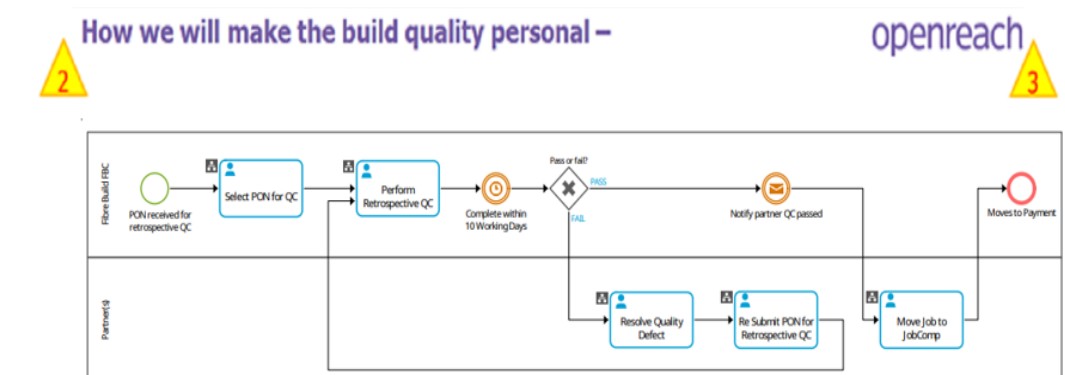 How we will make the build quality personal –
openreach
2
3
Fibre Build FBC
PON received for
retrospective QC
Select PON for QC
Perform
Retrospective QC
Complete within
10 Working Days
Pass or fail?
PASS
FAIL
Notify partner QC passed
Moves to Payment
Partner(s)
Resolve Quality
Defect
Re Submit PON for
Retrospective QC
Move Job to
JobComp